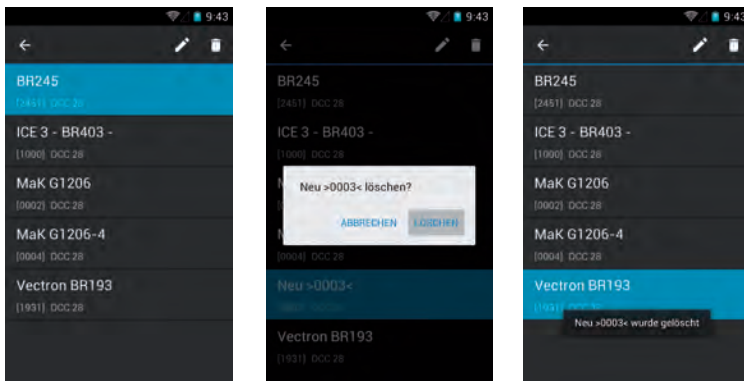 9:43
BR245
[2451] DCC 28
ICE 3 - BR403 -
[1000] DCC 28
MaK G1206
[0002] DCC 28
MaK G1206-4
[0004] DCC 28
Vectron BR193
[1931] DCC 28
9:43
BR245
[2451] DCC 28
ICE 3 - BR403 -
[1000] DCC 28
Neu >0003< löschen?
ABBRECHEN LÖSCHEN
[0004] DCC 28
Neu >0003<
Vectron BR193
[1931] DCC 28
9:43
BR245
[2451] DCC 28
ICE 3 - BR403 -
[1000] DCC 28
MaK G1206
[0002] DCC 28
MaK G1206-4
[0004] DCC 28
Vectron BR193
[1931]
Neu >0003< wurde gelöscht